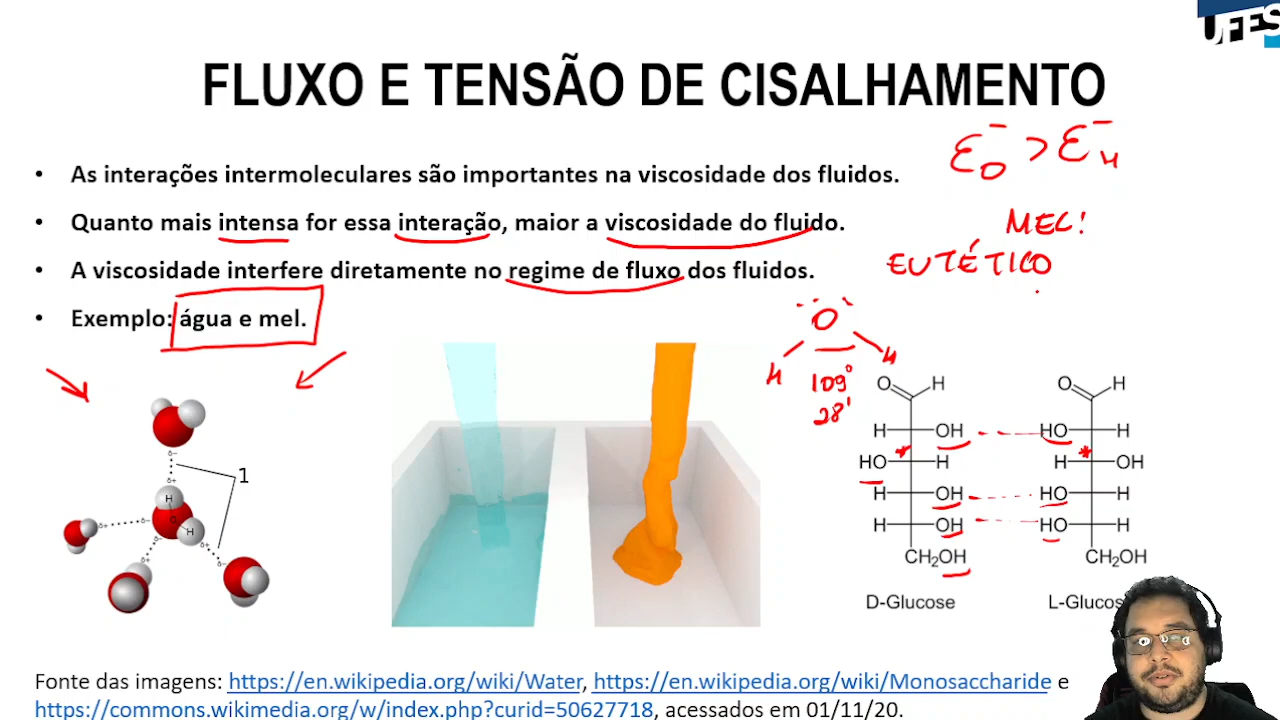 UFES
FLUXO E TENSÃO DE CISALHAMENTO
• As interações intermoleculares são importantes na viscosidade dos fluidos.
• Quanto mais intensa for essa interação, maior a viscosidade do fluido.
• A viscosidade interfere diretamente no regime de fluxo dos fluidos.
• Exemplo: água e mel.
ƐO⁻ > ƐH⁻
MEL!
EUTÉTICO
O
H H
109°
28'
1
δ− δ+
H
H
δ+ δ−
δ− δ+
δ+ δ−
O H
H OH
HO H
H OH
H OH
CH₂OH
D-Glucose
O H
HO H
H OH
HO H
HO H
CH₂OH
L-Glucos
Fonte das imagens: https://en.wikipedia.org/wiki/Water, https://en.wikipedia.org/wiki/Monosaccharide e
https://commons.wikimedia.org/w/index.php?curid=50627718, acessados em 01/11/20.